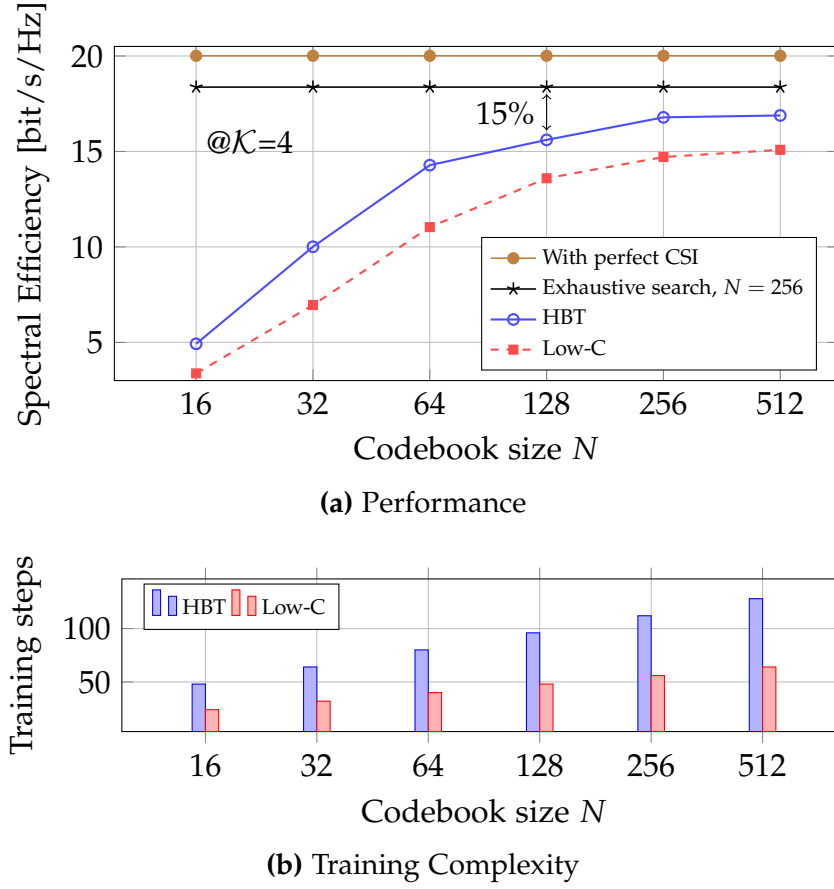 Spectral Efficiency [bit/s/Hz]
20
15
10
5
@𝒦=4
15%
With perfect CSI
Exhaustive search, N = 256
HBT
Low-C
16 32 64 128 256 512
Codebook size N
(a) Performance
Training steps
100
50
HBT Low-C
16 32 64 128 256 512
Codebook size N
(b) Training Complexity